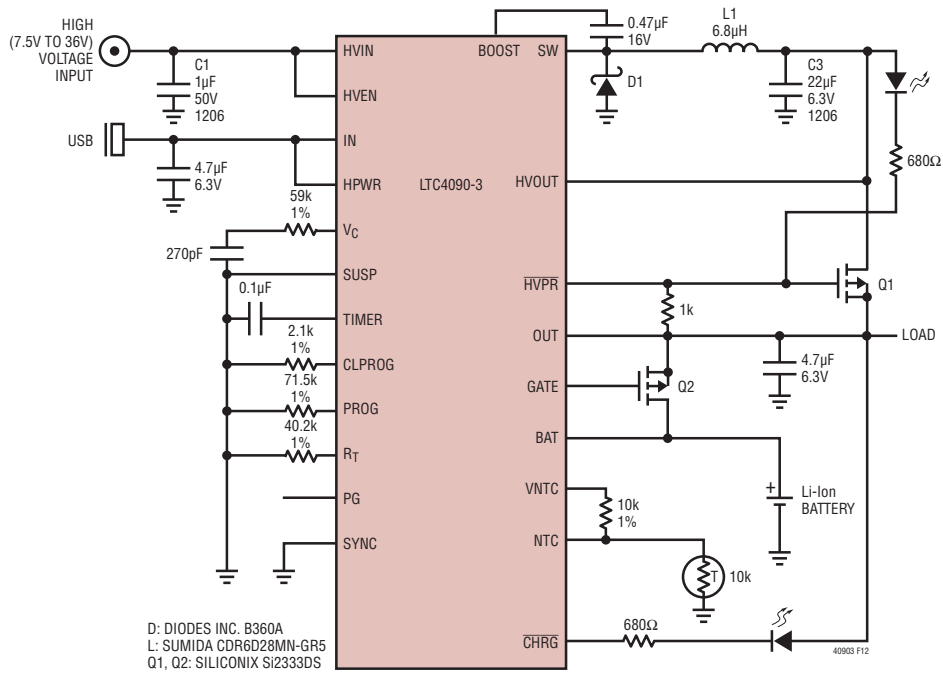 HIGH
(7.5V TO 36V)
VOLTAGE
INPUT
C1
1µF
50V
1206
USB
4.7µF
6.3V
59k
1%
270pF
0.1µF
2.1k
1%
71.5k
1%
40.2k
1%
HVIN
HVEN
IN
HPWR
VC
SUSP
TIMER
CLPROG
PROG
RT
PG
SYNC
LTC4090-3
BOOST
SW
HVOUT
HVPR
OUT
GATE
BAT
VNTC
NTC
CHRG
0.47µF
16V
D1
L1
6.8µH
C3
22µF
6.3V
1206
680Ω
Q1
1k
LOAD
4.7µF
6.3V
Q2
+
Li-Ion
BATTERY
10k
1%
T
10k
680Ω
40903 F12
D: DIODES INC. B360A
L: SUMIDA CDR6D28MN-GR5
Q1, Q2: SILICONIX Si2333DS